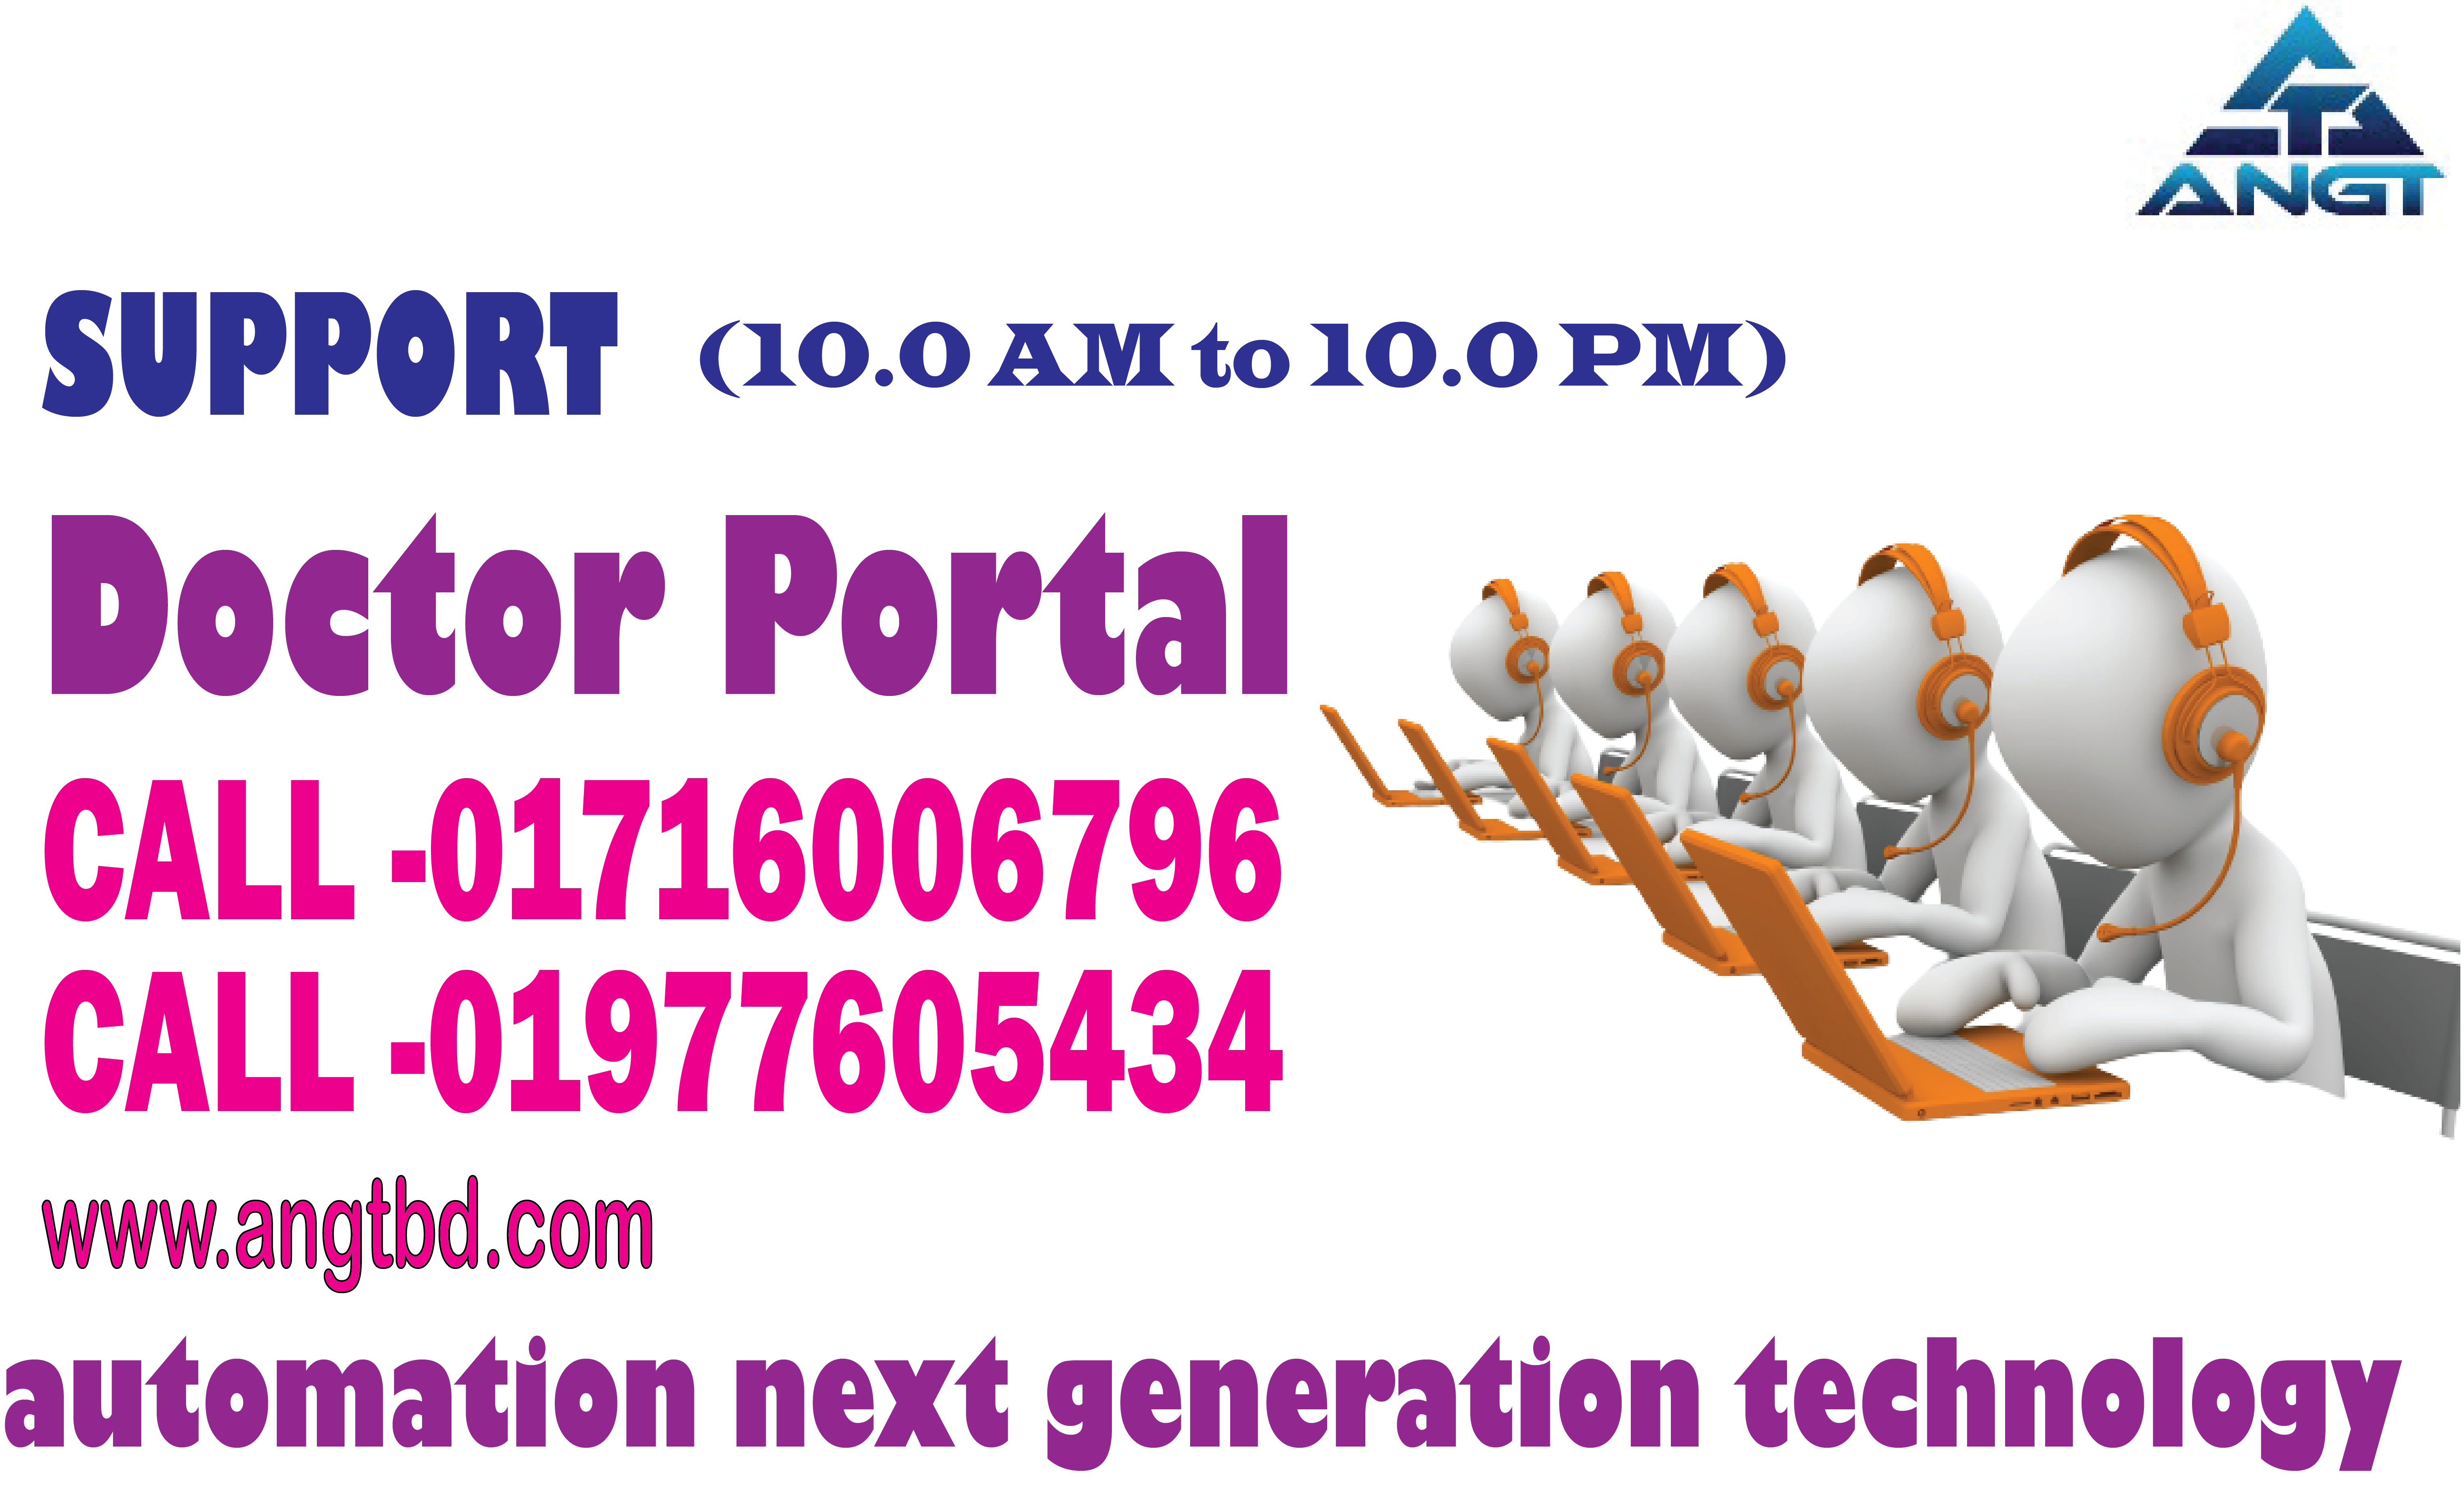 ANGT
SUPPORT (10.0 AM to 10.0 PM)
Doctor Portal
CALL -01716006796
CALL -01977605434
www.angtbd.com
automation next generation technology